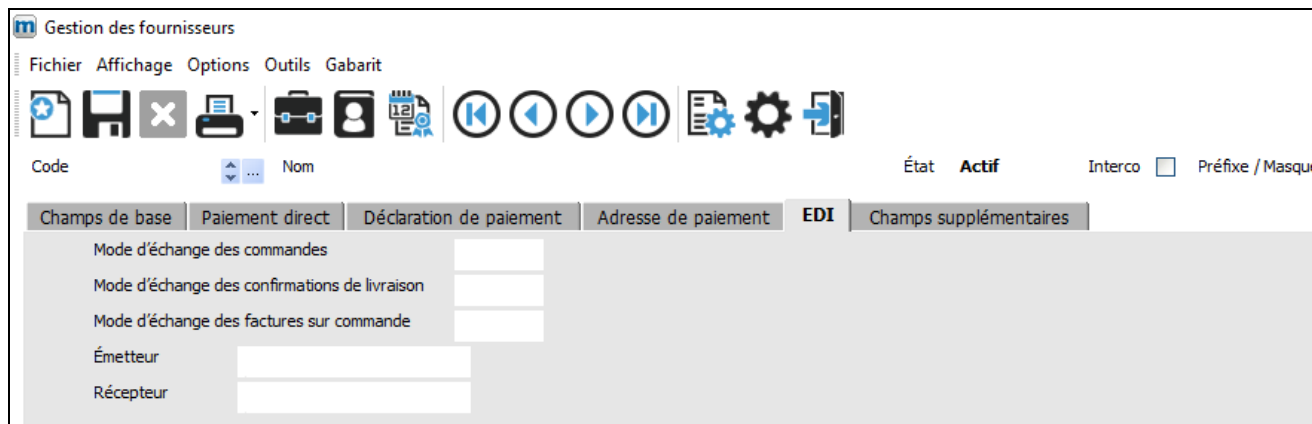 m Gestion des fournisseurs
Fichier Affichage Options Outils Gabarit
12
Code ... Nom État Actif Interco Préfixe / Masque
Champs de base Paiement direct Déclaration de paiement Adresse de paiement EDI Champs supplémentaires
Mode d'échange des commandes
Mode d'échange des confirmations de livraison
Mode d'échange des factures sur commande
Émetteur
Récepteur